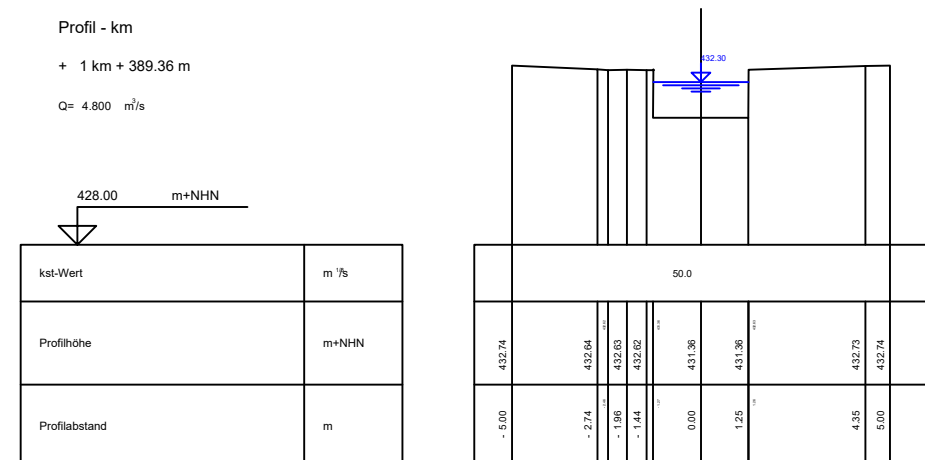 Profil - km
+ 1 km + 389.36 m
Q= 4.800 m³/s
432.30
428.00 m+NHN
kst-Wert m ¹/³/s 50.0
Profilhöhe m+NHN 432.74 432.64 432.63 432.62 431.36 431.36 432.73 432.74
Profilabstand m - 5.00 - 2.74 - 1.96 - 1.44 0.00 1.25 4.35 5.00